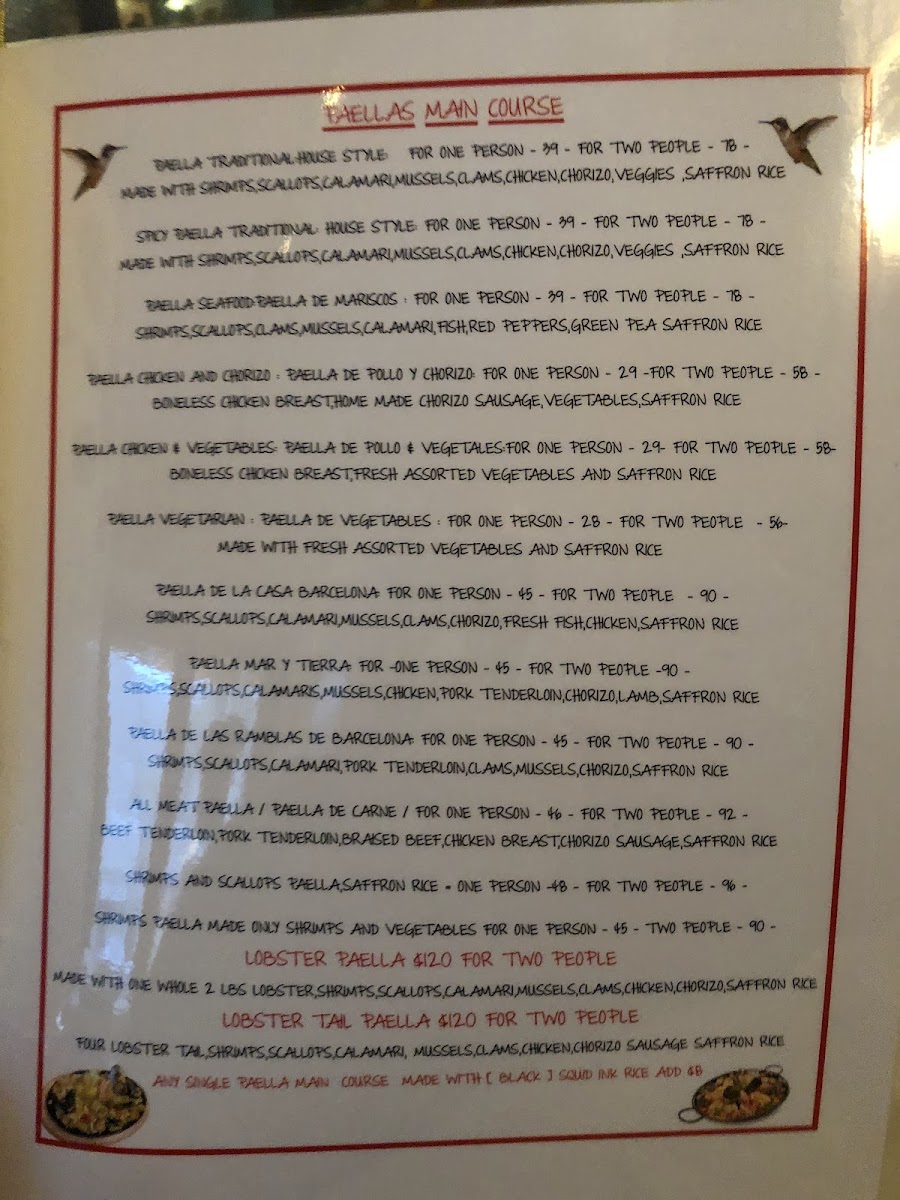 PAELLAS MAIN COURSE
PAELLA TRADITIONAL HOUSE STYLE: FOR ONE PERSON - 39 - FOR TWO PEOPLE - 78 -
MADE WITH SHRIMPS,SCALLOPS,CALAMARI,MUSSELS,CLAMS,CHICKEN,CHORIZO,VEGGIES ,SAFFRON RICE
SPICY PAELLA TRADITIONAL HOUSE STYLE: FOR ONE PERSON - 39 - FOR TWO PEOPLE - 78 -
MADE WITH SHRIMPS,SCALLOPS,CALAMARI,MUSSELS,CLAMS,CHICKEN,CHORIZO,VEGGIES ,SAFFRON RICE
PAELLA SEAFOOD:PAELLA DE MARISCOS : FOR ONE PERSON - 39 - FOR TWO PEOPLE - 78 -
SHRIMPS,SCALLOPS,CLAMS,MUSSELS,CALAMARI,FISH,RED PEPPERS,GREEN PEA SAFFRON RICE
PAELLA CHICKEN AND CHORIZO : PAELLA DE POLLO Y CHORIZO: FOR ONE PERSON - 29 -FOR TWO PEOPLE - 58 -
BONELESS CHICKEN BREAST,HOME MADE CHORIZO SAUSAGE,VEGETABLES,SAFFRON RICE
PAELLA CHICKEN & VEGETABLES: PAELLA DE POLLO & VEGETALES:FOR ONE PERSON - 29- FOR TWO PEOPLE - 58-
BONELESS CHICKEN BREAST,FRESH ASSORTED VEGETABLES AND SAFFRON RICE
PAELLA VEGETARIAN : PAELLA DE VEGETABLES : FOR ONE PERSON - 28 - FOR TWO PEOPLE - 56-
MADE WITH FRESH ASSORTED VEGETABLES AND SAFFRON RICE
PAELLA DE LA CASA BARCELONA: FOR ONE PERSON - 45 - FOR TWO PEOPLE - 90 -
SHRIMPS,SCALLOPS,CALAMARI,MUSSELS,CLAMS,CHORIZO,FRESH FISH,CHICKEN,SAFFRON RICE
PAELLA MAR Y TIERRA: FOR -ONE PERSON - 45 - FOR TWO PEOPLE -90 -
SHRIMPS,SCALLOPS,CALAMARIS,MUSSELS,CHICKEN,PORK TENDERLOIN,CHORIZO,LAMB,SAFFRON RICE
PAELLA DE LAS RAMBLAS DE BARCELONA: FOR ONE PERSON - 45 - FOR TWO PEOPLE - 90 -
SHRIMPS,SCALLOPS,CALAMARI,PORK TENDERLOIN,CLAMS,MUSSELS,CHORIZO,SAFFRON RICE
ALL MEAT PAELLA / PAELLA DE CARNE / FOR ONE PERSON - 46 - FOR TWO PEOPLE - 92 -
BEEF TENDERLOIN,PORK TENDERLOIN,BRAISED BEEF,CHICKEN BREAST,CHORIZO SAUSAGE,SAFFRON RICE
SHRIMPS AND SCALLOPS PAELLA,SAFFRON RICE - ONE PERSON -48 - FOR TWO PEOPLE - 96 -
SHRIMPS PAELLA MADE ONLY SHRIMPS AND VEGETABLES FOR ONE PERSON - 45 - TWO PEOPLE - 90 -
LOBSTER PAELLA $120 FOR TWO PEOPLE
MADE WITH ONE WHOLE 2 LBS LOBSTER,SHRIMPS,SCALLOPS,CALAMARI,MUSSELS,CLAMS,CHICKEN,CHORIZO,SAFFRON RICE
LOBSTER TAIL PAELLA $120 FOR TWO PEOPLE
FOUR LOBSTER TAIL,SHRIMPS,SCALLOPS,CALAMARI, MUSSELS,CLAMS,CHICKEN,CHORIZO SAUSAGE SAFFRON RICE
ANY SINGLE PAELLA MAIN COURSE MADE WITH [ BLACK ] SQUID INK RICE ADD $8